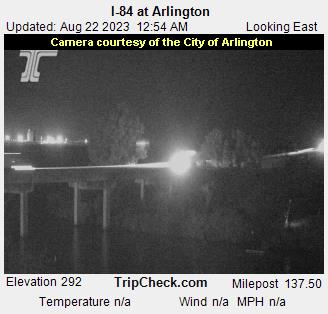 I-84 at Arlington
Updated: Aug 22 2023 12:54 AM Looking East
Camera courtesy of the City of Arlington
Elevation 292 TripCheck.com Milepost 137.50
Temperature n/a Wind n/a MPH n/a